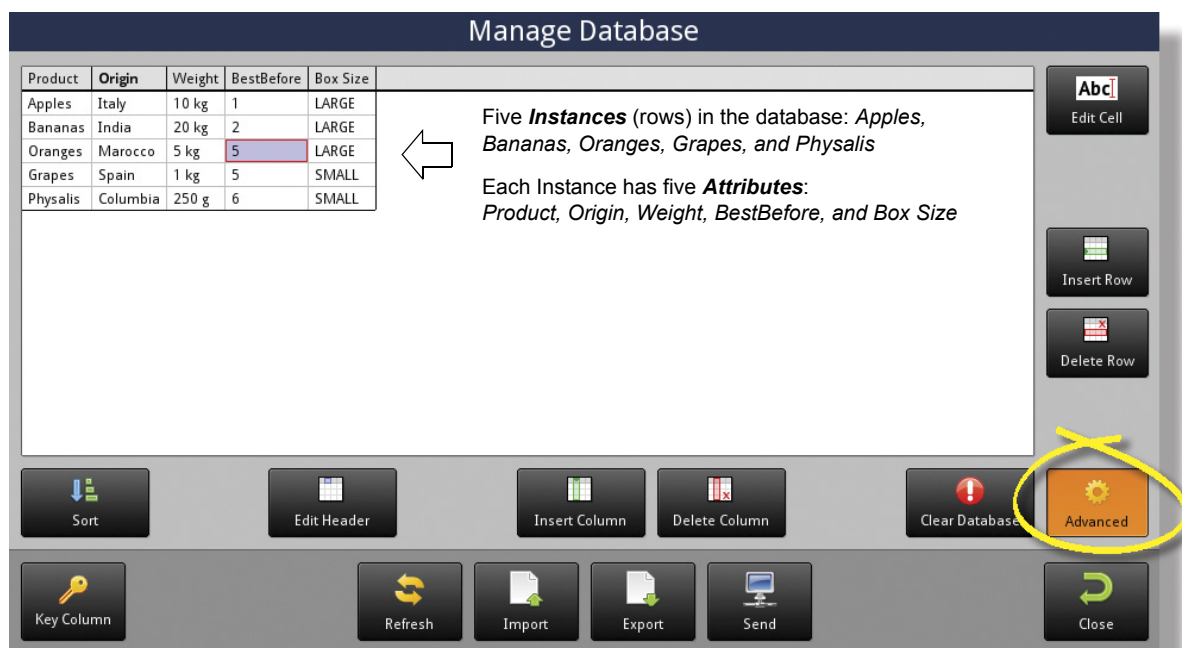 Manage Database
Product Origin Weight BestBefore Box Size
Apples Italy 10 kg 1 LARGE
Bananas India 20 kg 2 LARGE
Oranges Marocco 5 kg 5 LARGE
Grapes Spain 1 kg 5 SMALL
Physalis Columbia 250 g 6 SMALL
Five Instances (rows) in the database: Apples,
Bananas, Oranges, Grapes, and Physalis
Each Instance has five Attributes:
Product, Origin, Weight, BestBefore, and Box Size
Abc
Edit Cell
Insert Row
Delete Row
Sort
Edit Header
Insert Column
Delete Column
Clear Database
Advanced
Key Column
Refresh
Import
Export
Send
Close